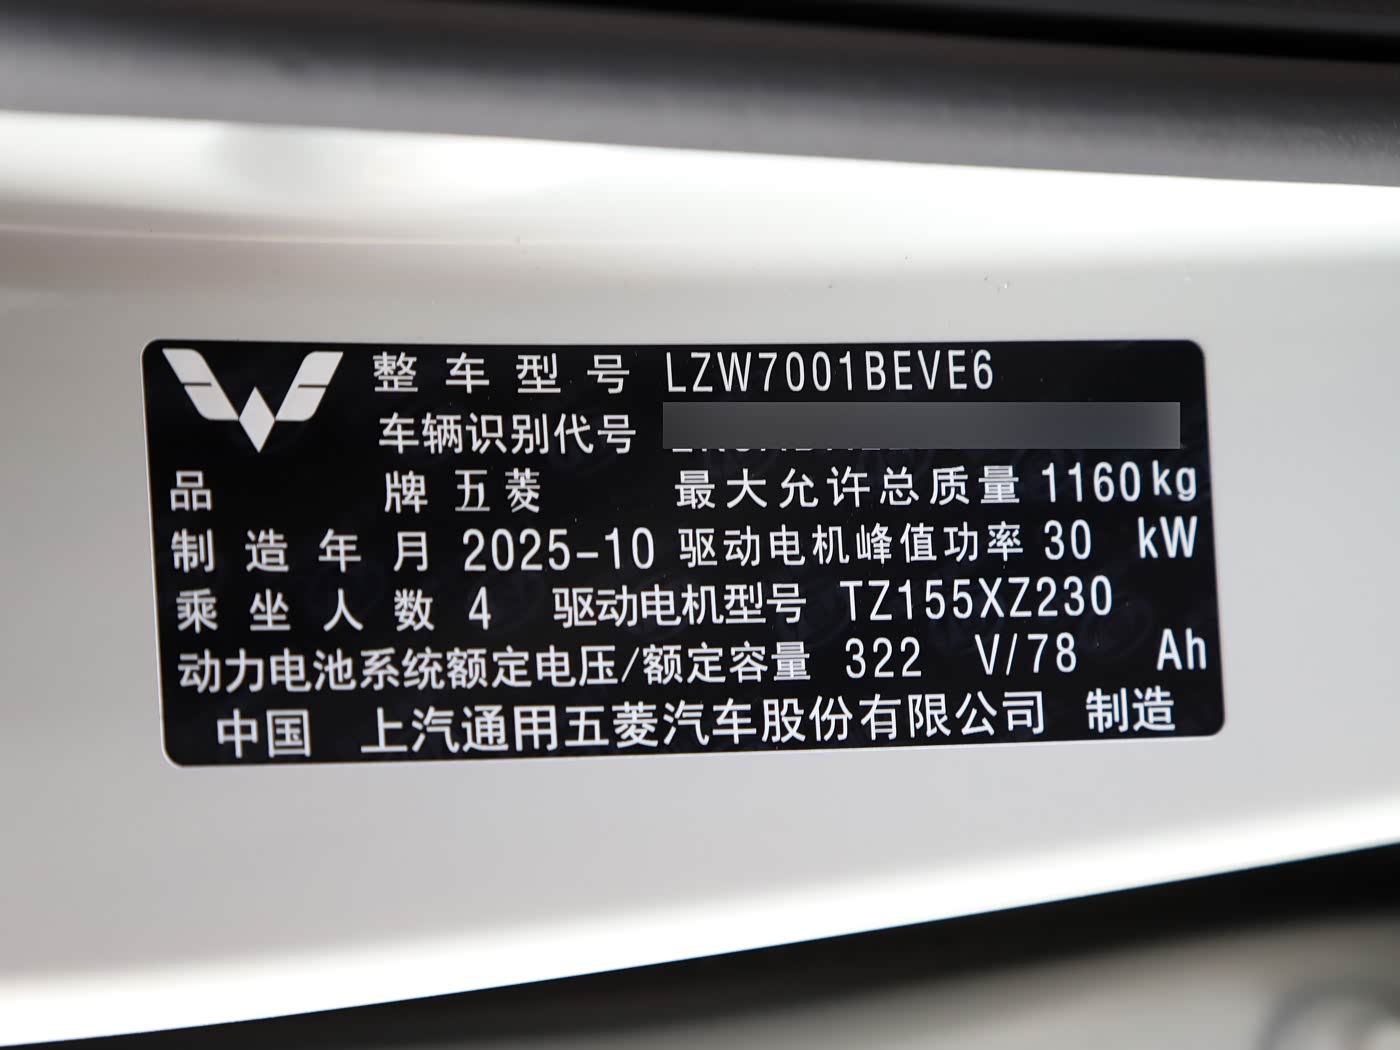 整车型号 LZW7001BEVE6
车辆识别代号
品牌 五菱 最大允许总质量 1160kg
制造年月 2025-10 驱动电机峰值功率 30 kW
乘坐人数 4 驱动电机型号 TZ155XZ230
动力电池系统额定电压/额定容量 322 V/78 Ah
中国 上汽通用五菱汽车股份有限公司 制造